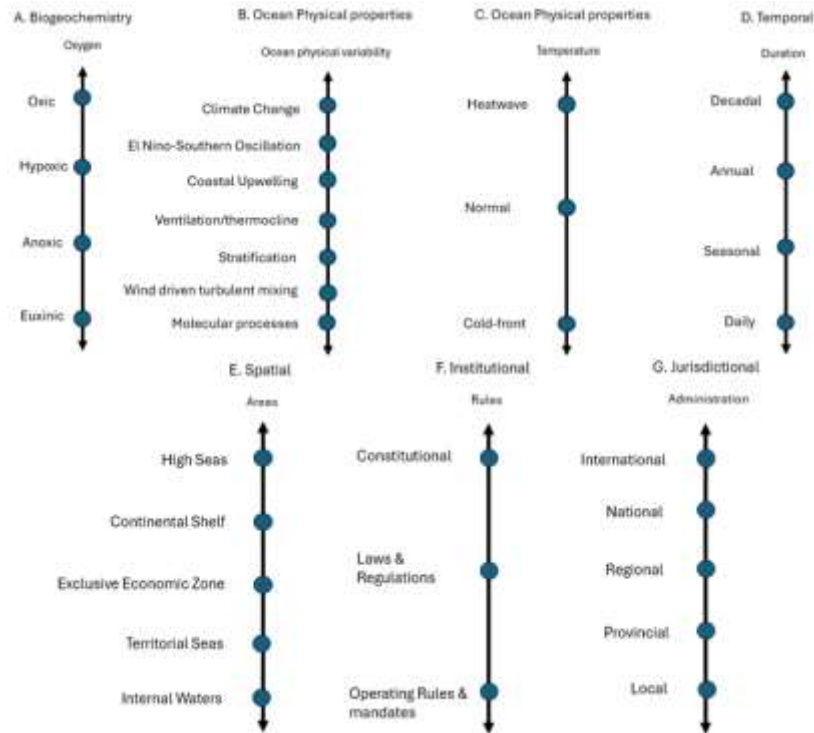 A. Biogeochemistry
Oxygen
Oxic
Hypoxic
Anoxic
Euxinic
B. Ocean Physical properties
Ocean physical variability
Climate Change
El Nino-Southern Oscillation
Coastal Upwelling
Ventilation/thermocline
Stratification
Wind driven turbulent mixing
Molecular processes
C. Ocean Physical properties
Temperature
Heatwave
Normal
Cold-front
D. Temporal
Duration
Decadal
Annual
Seasonal
Daily
E. Spatial
Areas
High Seas
Continental Shelf
Exclusive Economic Zone
Territorial Seas
Internal Waters
F. Institutional
Rules
Constitutional
Laws &
Regulations
Operating Rules &
mandates
G. Jurisdictional
Administration
International
National
Regional
Provincial
Local